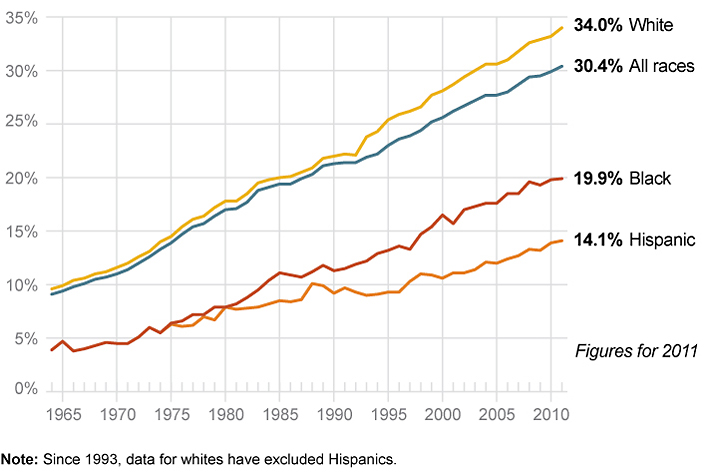 35%
34.0% White
30.4% All races
30%
25%
20%
19.9% Black
15%
14.1% Hispanic
10%
5%
Figures for 2011
0%
1965 1970 1975 1980 1985 1990 1995 2000 2005 2010
Note: Since 1993, data for whites have excluded Hispanics.